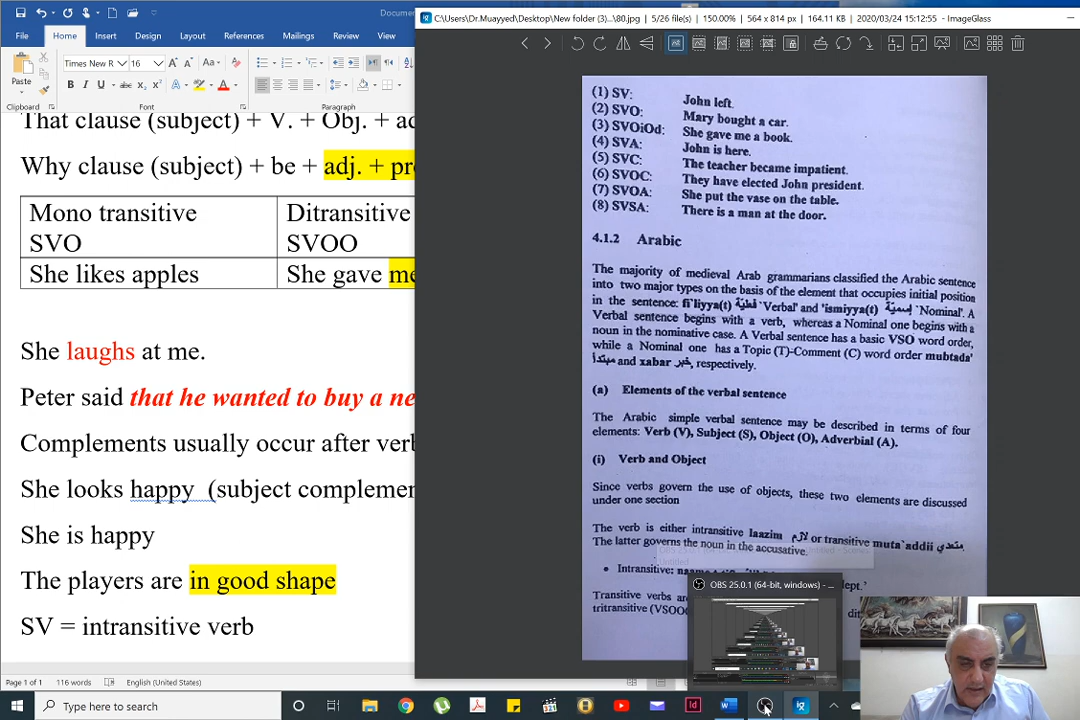 Documen
File Home Insert Design Layout References Mailings Review View
Times New R 16
Paste
Clipboard Font Paragraph
That clause (subject) + V. + Obj. + ad
Why clause (subject) + be + adj. + pr
Mono transitive Ditransitive
SVO SVOO
She likes apples She gave me
She laughs at me.
Peter said that he wanted to buy a ne
Complements usually occur after verb
She looks happy (subject complemen
She is happy
The players are in good shape
SV = intransitive verb
Page 1 of 1 116 words English (United States)
C:\Users\Dr.Muayyed\Desktop\New folder (3)...\80.jpg | 5/26 file(s) | 150.00% | 564 x 814 px | 164.11 KB | 2020/03/24 15:12:55 - ImageGlass
(1) SV: John left.
(2) SVO: Mary bought a car.
(3) SVOiOd: She gave me a book.
(4) SVA: John is here.
(5) SVC: The teacher became impatient.
(6) SVOC: They have elected John president.
(7) SVOA: She put the vase on the table.
(8) SVSA: There is a man at the door.
4.1.2 Arabic
The majority of medieval Arab grammarians classified the Arabic sentence
into two major types on the basis of the element that occupies initial position
in the sentence: fi`liyya(t) فعليّة `Verbal' and 'ismiyya(t) إسميّة `Nominal'. A
Verbal sentence begins with a verb, whereas a Nominal one begins with a
noun in the nominative case. A Verbal sentence has a basic VSO word order,
while a Nominal one has a Topic (T)-Comment (C) word order mubtada'
مبتدأ and xabar خبر, respectively.
(a) Elements of the verbal sentence
The Arabic simple verbal sentence may be described in terms of four
elements: Verb (V), Subject (S), Object (O), Adverbial (A).
(i) Verb and Object
Since verbs govern the use of objects, these two elements are discussed
under one section
The verb is either intransitive laazim لازم or transitive muta`addii متعدي.
The latter governs the noun in the accusative.
• Intransitive: lept.'
Transitive verbs are
tritransitive (VSOOO
OBS 25.0.1 (64-bit, windows) - ...
Type here to search